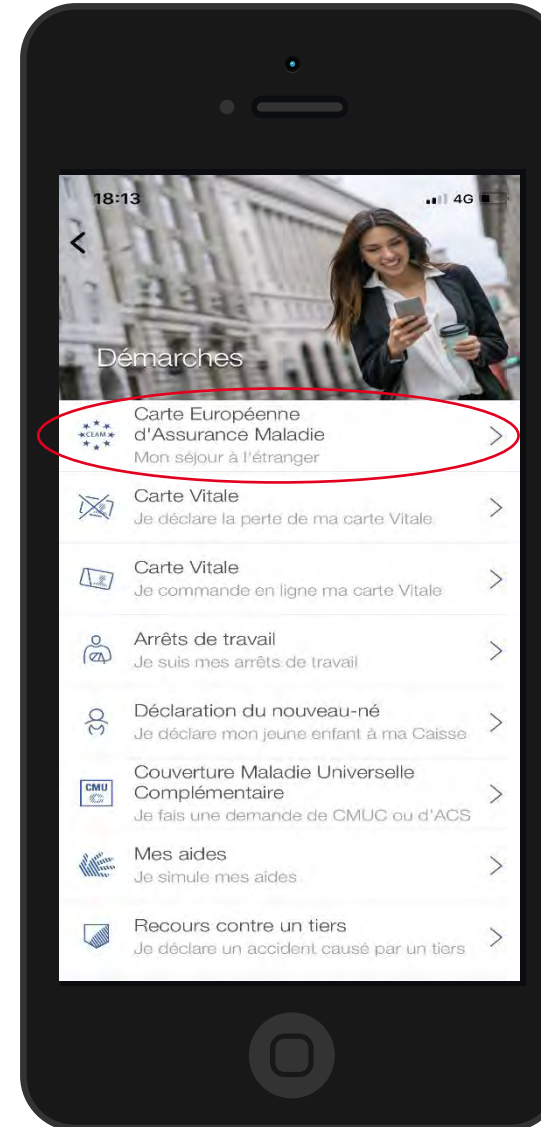 18:13
4G
Démarches
Carte Européenne
d'Assurance Maladie
CEAM
Mon séjour à l'étranger
Carte Vitale
Je déclare la perte de ma carte Vitale
Carte Vitale
Je commande en ligne ma carte Vitale
Arrêts de travail
Je suis mes arrêts de travail
Déclaration du nouveau-né
Je déclare mon jeune enfant à ma Caisse
Couverture Maladie Universelle
CMU
Complémentaire
Je fais une demande de CMUC ou d'ACS
Mes aides
Je simule mes aides
Recours contre un tiers
Je déclare un accident causé par un tiers